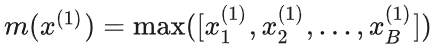 m(x^{(1)}) = \max([x_1^{(1)}, x_2^{(1)}, \ldots, x_B^{(1)}])